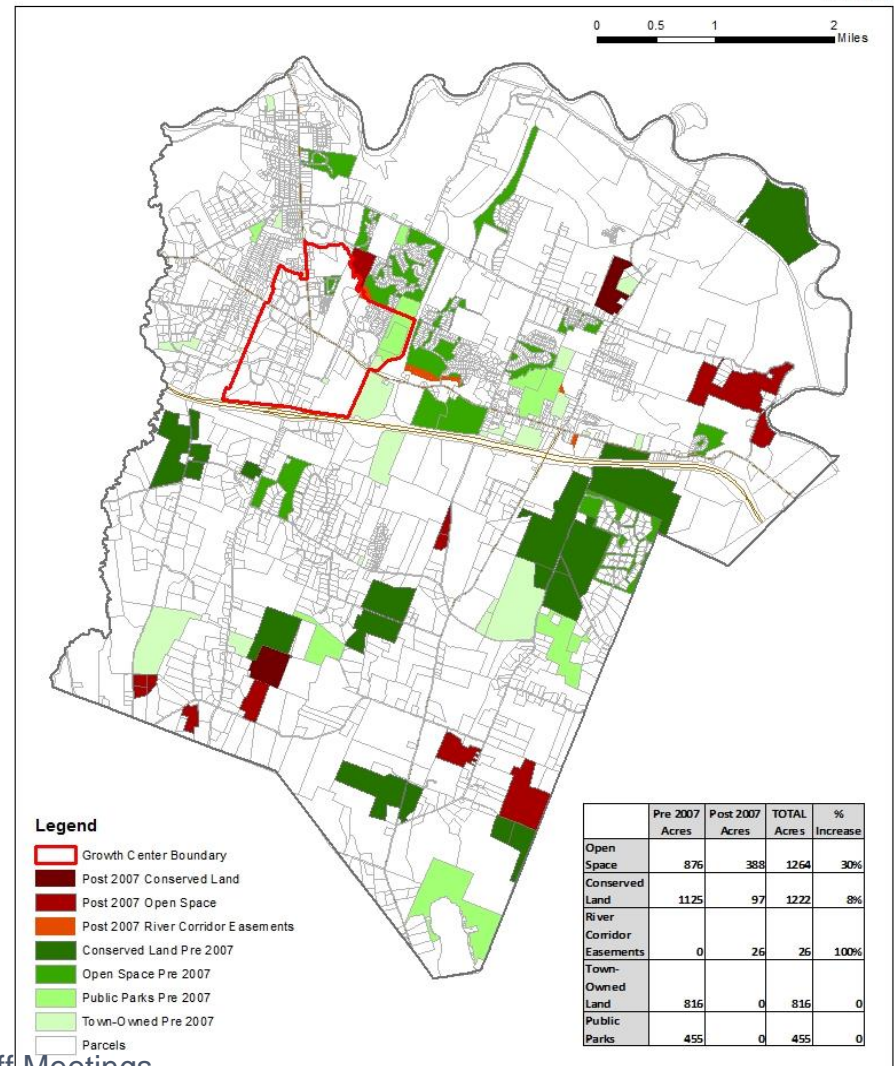 0 0.5 1 2
Miles
Legend
Growth Center Boundary
Post 2007 Conserved Land
Post 2007 Open Space
Post 2007 River Corridor Easements
Conserved Land Pre 2007
Open Space Pre 2007
Public Parks Pre 2007
Town-Owned Pre 2007
Parcels
Pre 2007 Acres Post 2007 Acres TOTAL Acres % Increase
Open Space 876 388 1264 30%
Conserved Land 1125 97 1222 8%
River Corridor Easements 0 26 26 100%
Town-Owned Land 816 0 816 0
Public Parks 455 0 455 0
Meetings